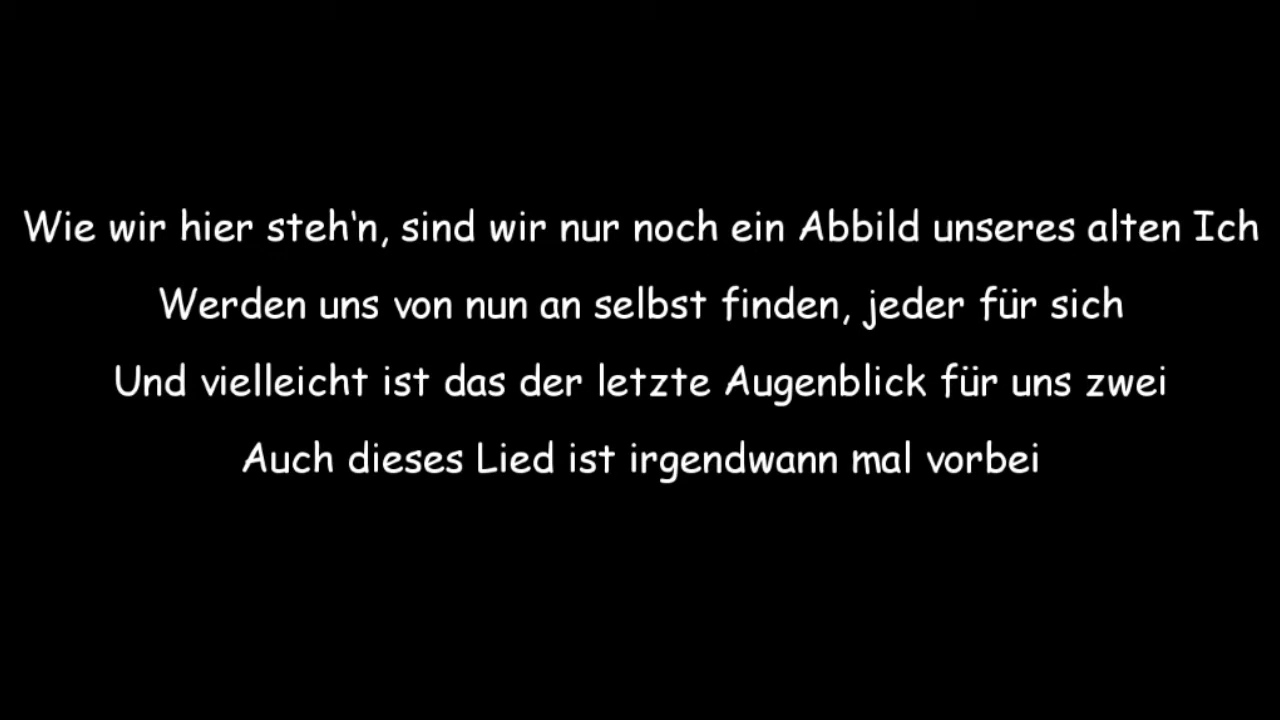 Wie wir hier steh‘n, sind wir nur noch ein Abbild unseres alten Ich
Werden uns von nun an selbst finden, jeder für sich
Und vielleicht ist das der letzte Augenblick für uns zwei
Auch dieses Lied ist irgendwann mal vorbei